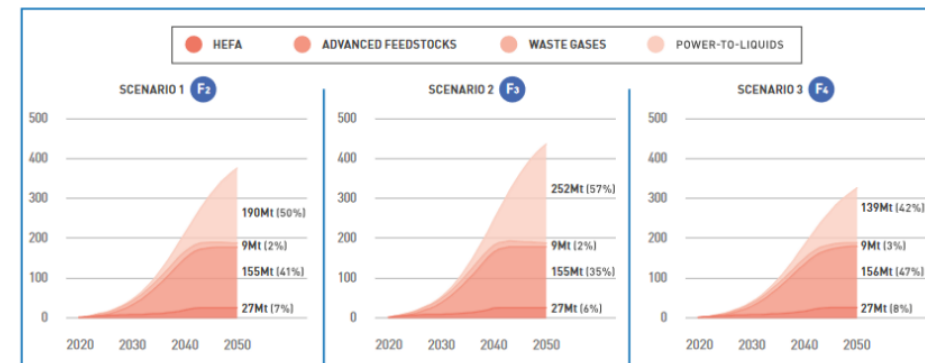 HEFA ADVANCED FEEDSTOCKS WASTE GASES POWER-TO-LIQUIDS
SCENARIO 1 F2
500
400
300
200
100
0
190Mt (50%)
9Mt (2%)
155Mt (41%)
27Mt (7%)
2020 2030 2040 2050
SCENARIO 2 F3
500
400
300
200
100
0
252Mt (57%)
9Mt (2%)
155Mt (35%)
27Mt (6%)
2020 2030 2040 2050
SCENARIO 3 F4
500
400
300
200
100
0
139Mt (42%)
9Mt (3%)
156Mt (47%)
27Mt (8%)
2020 2030 2040 2050